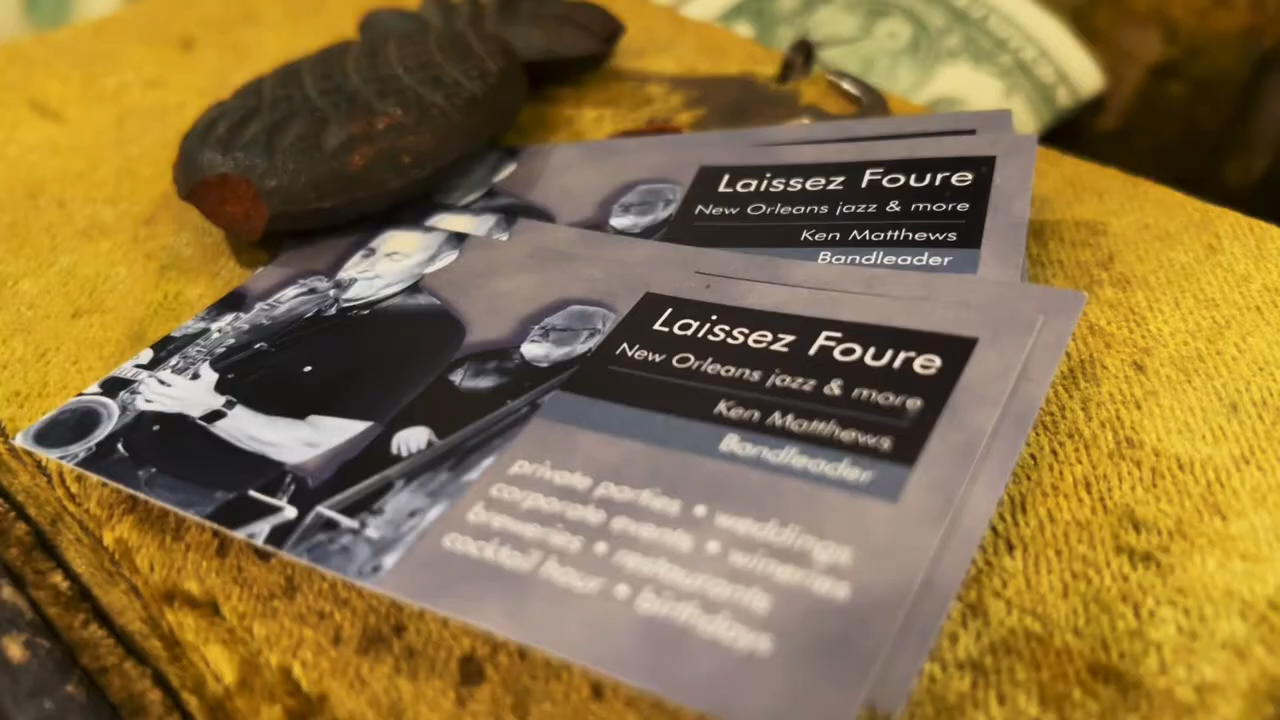 Laissez Foure
New Orleans jazz & more
Ken Matthews
Bandleader
Laissez Foure
New Orleans jazz & more
Ken Matthews
Bandleader
private parties • weddings
corporate events • wineries
breweries • restaurants
cocktail hour • birthdays